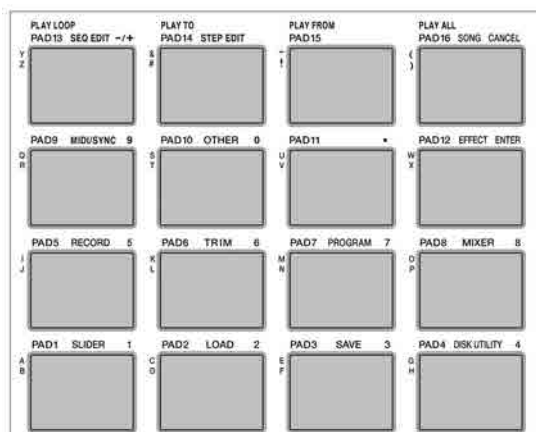 PLAY LOOP PLAY TO PLAY FROM PLAY ALL
PAD13 SEQ EDIT -/+ PAD14 STEP EDIT PAD15 PAD16 SONG CANCEL
Y & ~ (
Z # ! )
PAD9 MIDI/SYNC 9 PAD10 OTHER 0 PAD11 • PAD12 EFFECT ENTER
Q S U W
R T V X
PAD5 RECORD 5 PAD6 TRIM 6 PAD7 PROGRAM 7 PAD8 MIXER 8
I K M O
J L N P
PAD1 SLIDER 1 PAD2 LOAD 2 PAD3 SAVE 3 PAD4 DISK UTILITY 4
A C E G
B D F H